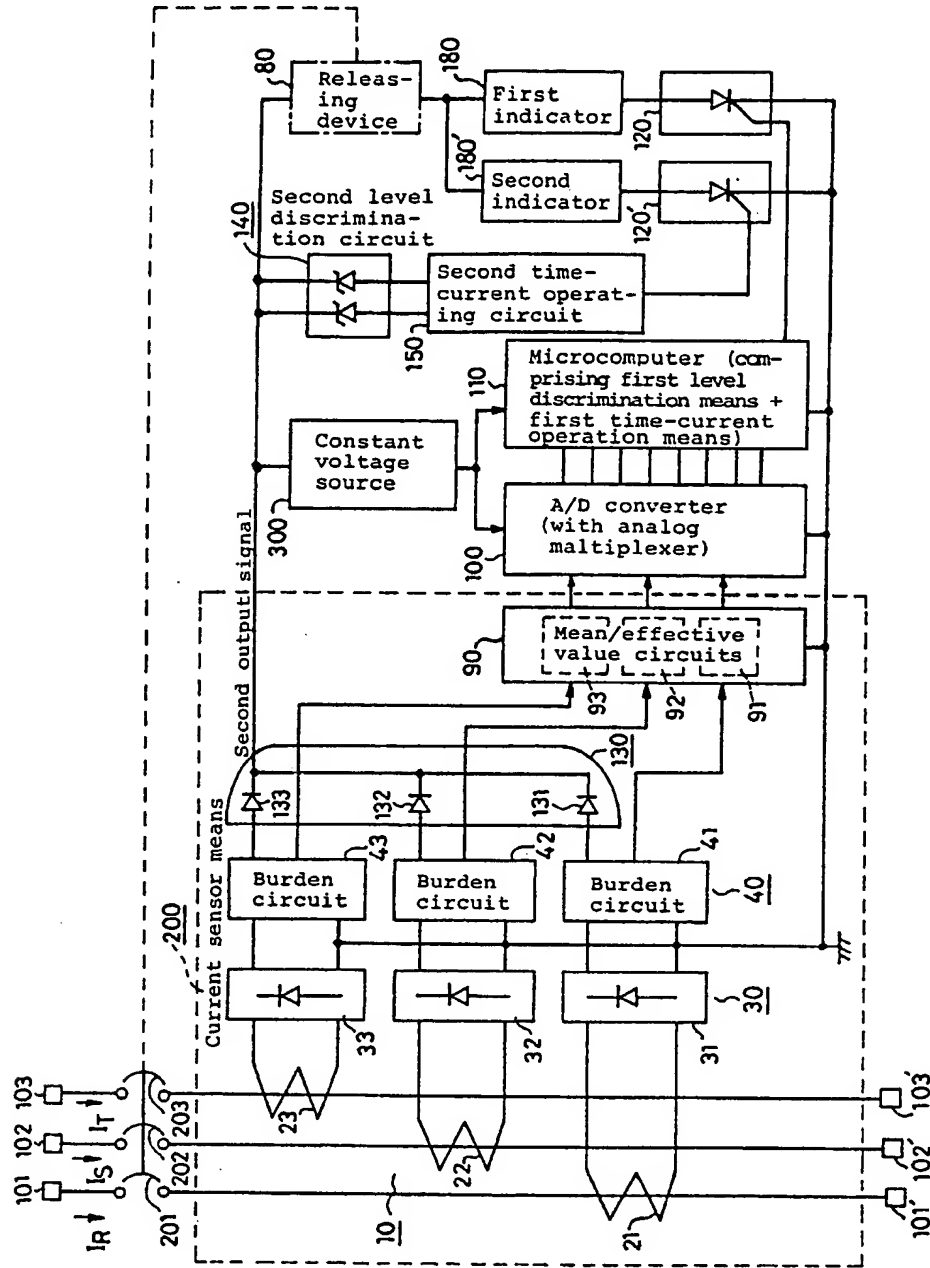 101
102
103
I_R
I_S
I_T
201
202
203
200
Current sensor means
10
21
22
23
33
32
31
30
Burden
circuit
43
Burden
circuit
42
Burden
circuit
41
40
133
132
131
130
Second output signal
90
Mean/effective
value circuits
93
92
91
300
Constant
voltage
source
100
A/D converter
(with analog
maltiplexer)
110
Microcomputer (com-
prising first level
discrimination means +
first time-current
operation means)
140
Second level
discrimina-
tion circuit
150
Second time-
current operat-
ing circuit
80
Releas-
ing
device
180
First
indicator
180'
Second
indicator
120
120'
101'
102'
103'